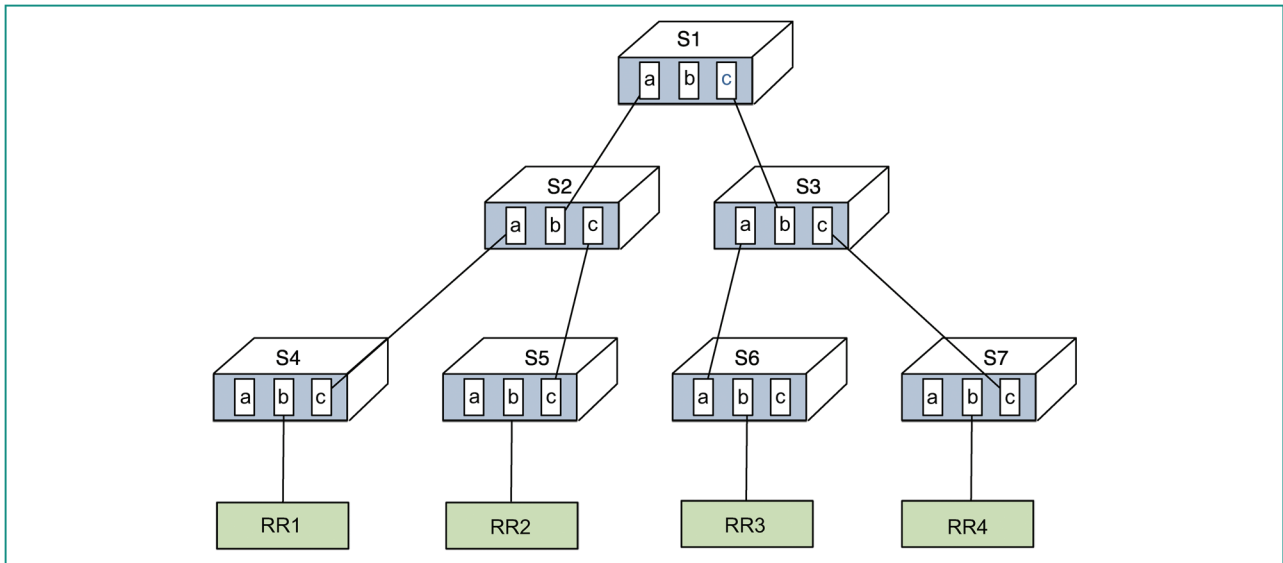 S1
a b c
S2 S3
a b c a b c
S4 S5 S6 S7
a b c a b c a b c a b c
RR1 RR2 RR3 RR4